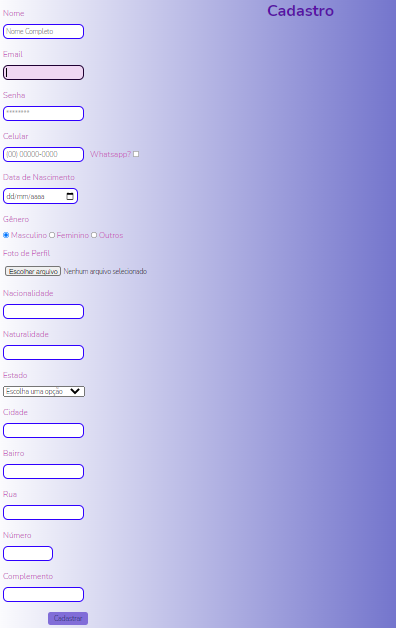 Cadastro
Nome
Nome Completo
Email
Senha
********
Celular
(00) 00000-0000 Whatsapp?
Data de Nascimento
dd/mm/aaaa
Gênero
Masculino Feminino Outros
Foto de Perfil
Escolher arquivo Nenhum arquivo selecionado
Nacionalidade
Naturalidade
Estado
Escolha uma opção
Cidade
Bairro
Rua
Número
Complemento
Cadastrar